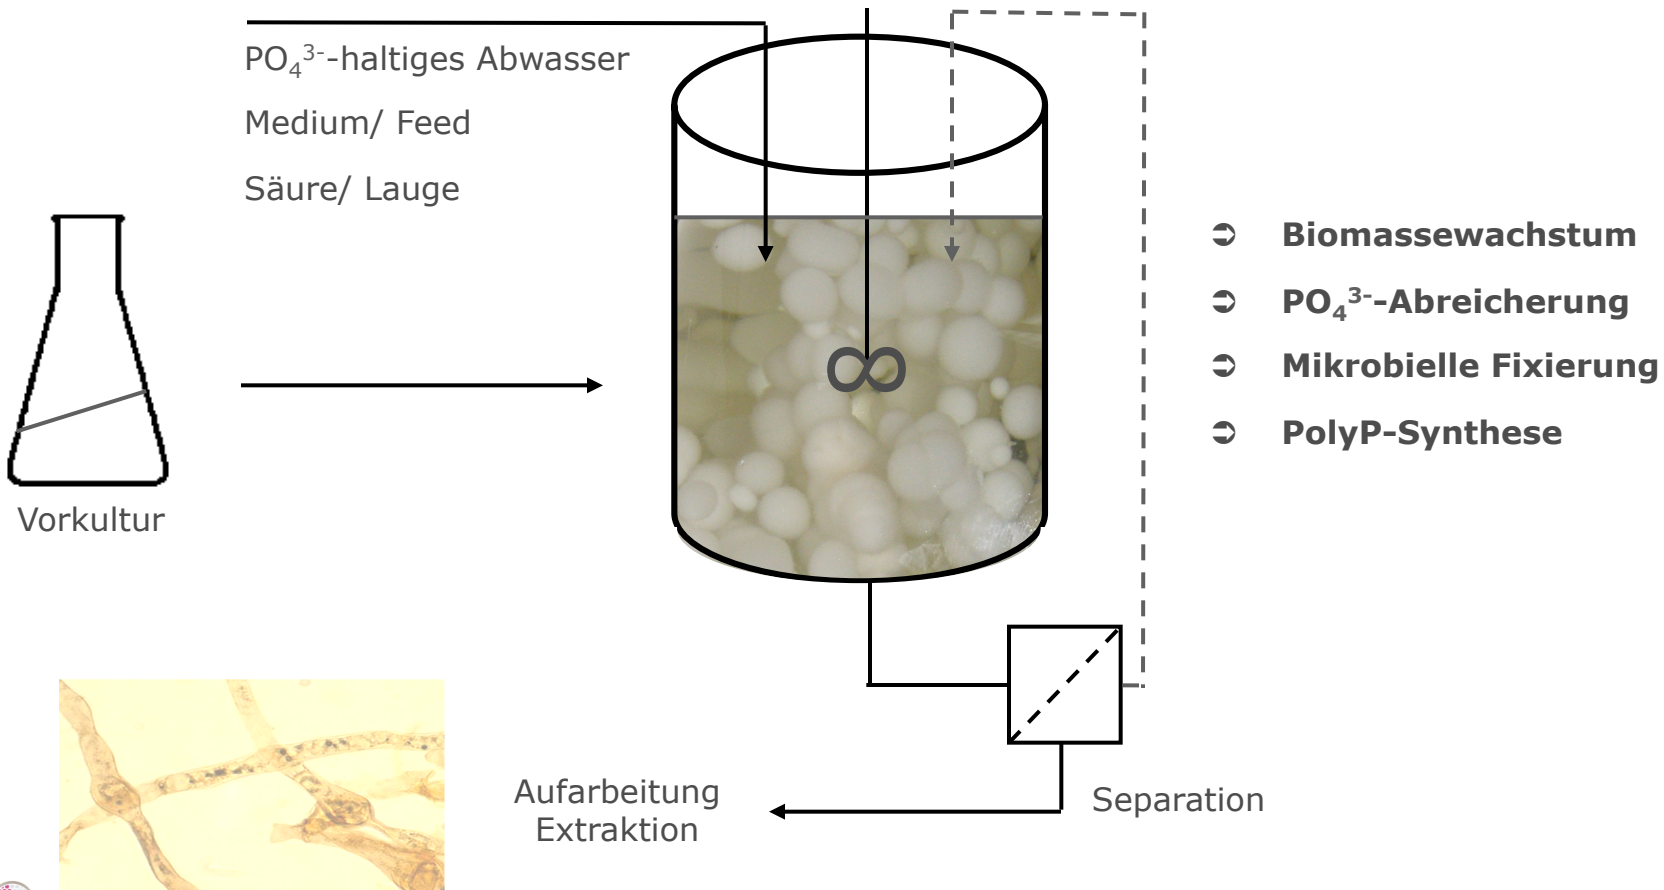 PO₄³⁻-haltiges Abwasser
Medium/ Feed
Säure/ Lauge
Vorkultur
➲ Biomassewachstum
➲ PO₄³⁻-Abreicherung
➲ Mikrobielle Fixierung
➲ PolyP-Synthese
Aufarbeitung
Extraktion
Separation